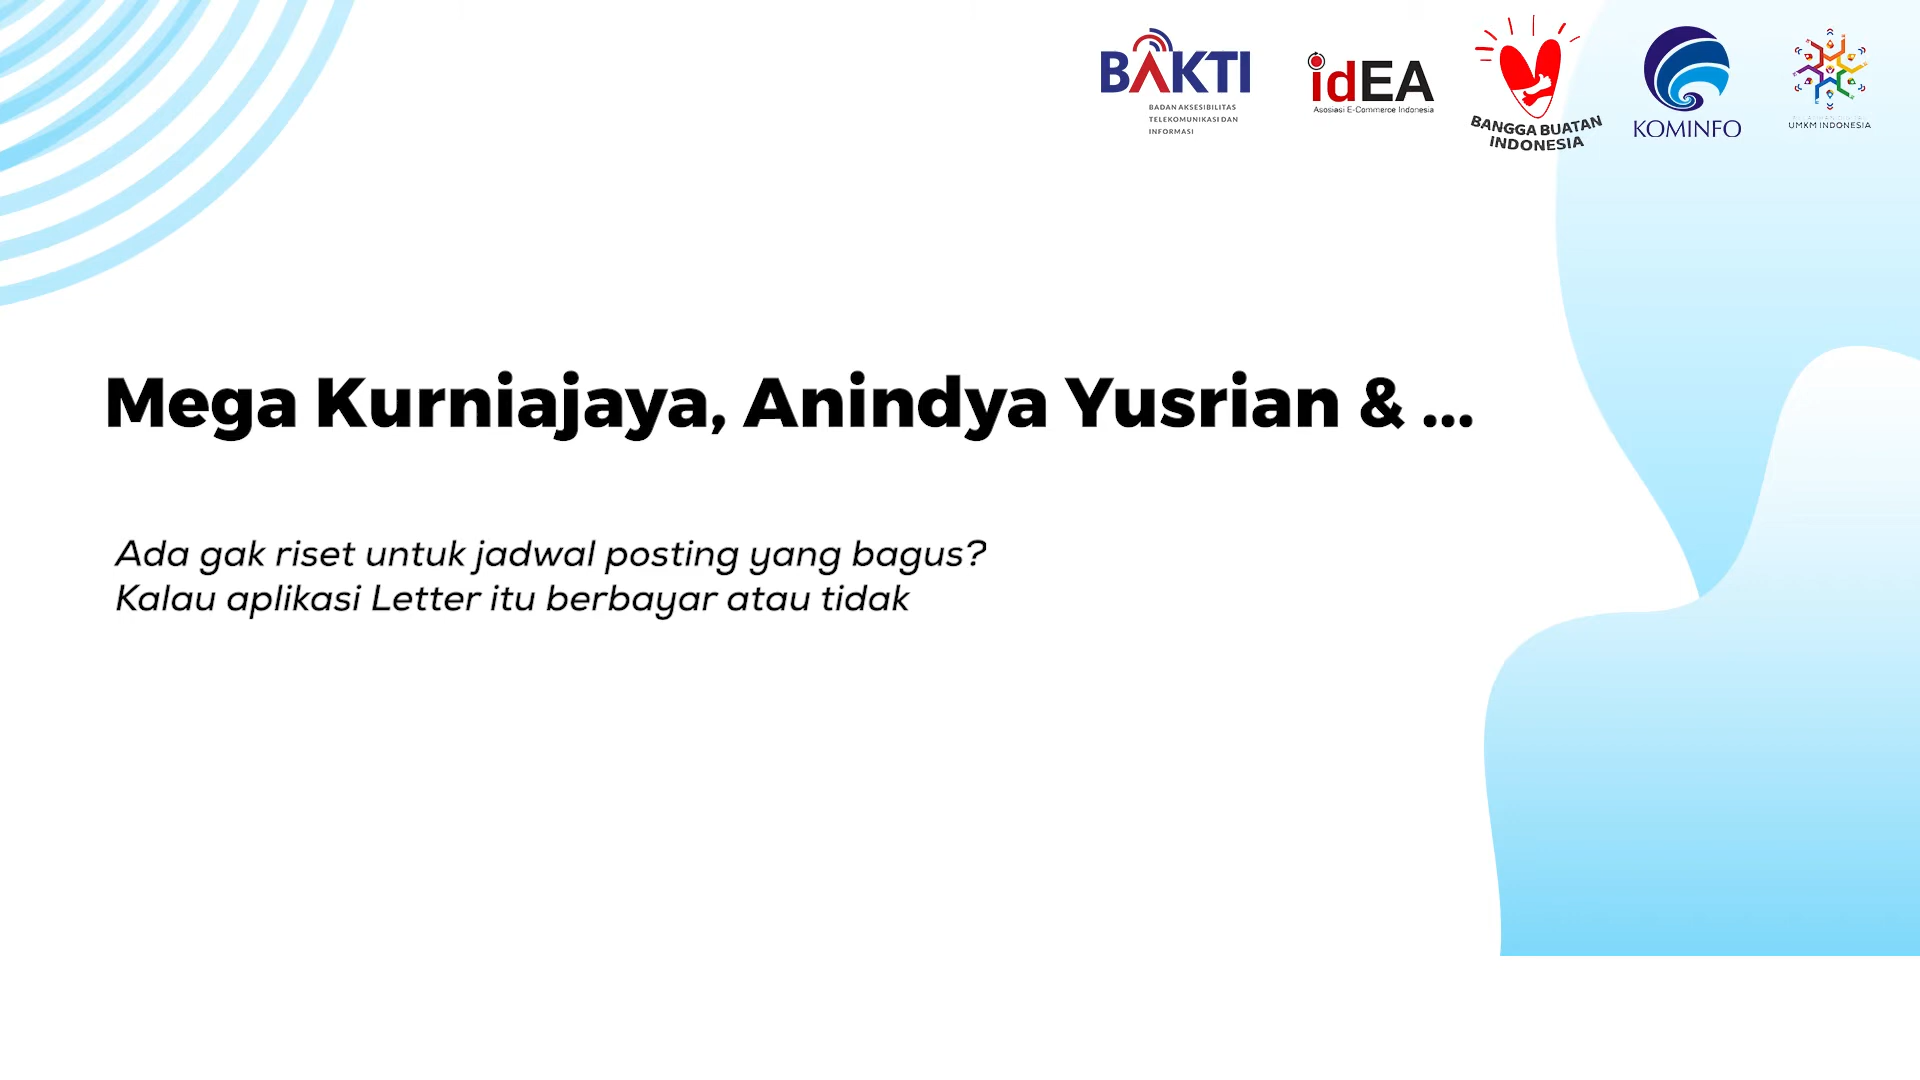 BAKTI
BADAN AKSESIBILITAS
TELEKOMUNIKASI DAN
INFORMASI
idEA
Asosiasi E-Commerce Indonesia
BANGGA BUATAN
INDONESIA
KOMINFO
UMKM INDONESIA
Mega Kurniajaya, Anindya Yusrian & ...
Ada gak riset untuk jadwal posting yang bagus?
Kalau aplikasi Letter itu berbayar atau tidak